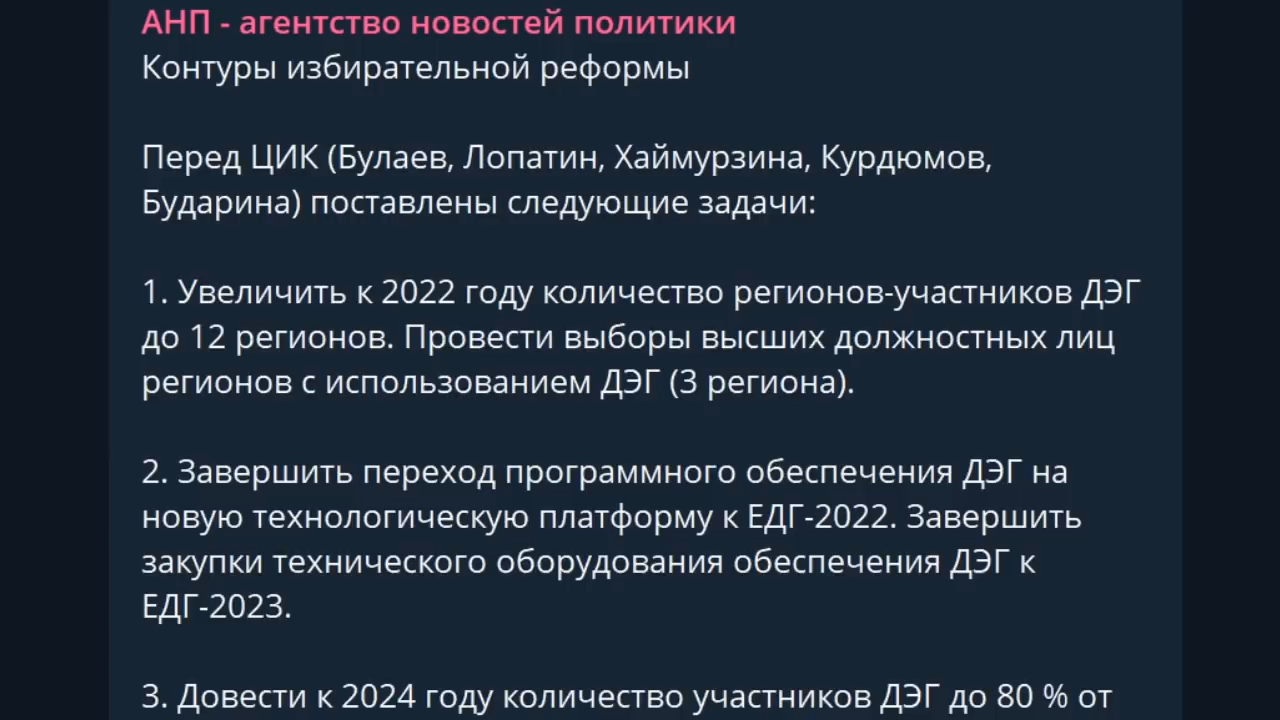 АНП - агентство новостей политики
Контуры избирательной реформы
Перед ЦИК (Булаев, Лопатин, Хаймурзина, Курдюмов,
Бударина) поставлены следующие задачи:
1. Увеличить к 2022 году количество регионов-участников ДЭГ
до 12 регионов. Провести выборы высших должностных лиц
регионов с использованием ДЭГ (3 региона).
2. Завершить переход программного обеспечения ДЭГ на
новую технологическую платформу к ЕДГ-2022. Завершить
закупки технического оборудования обеспечения ДЭГ к
ЕДГ-2023.
3. Довести к 2024 году количество участников ДЭГ до 80 % от